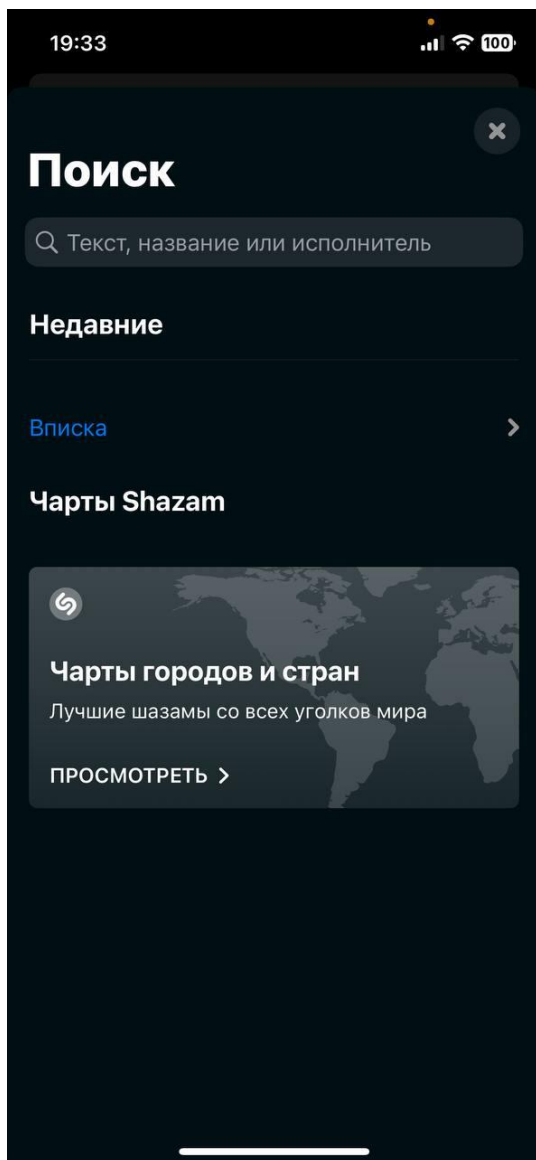 19:33
100
Поиск
Текст, название или исполнитель
Недавние
Вписка
Чарты Shazam
Чарты городов и стран
Лучшие шазамы со всех уголков мира
ПРОСМОТРЕТЬ